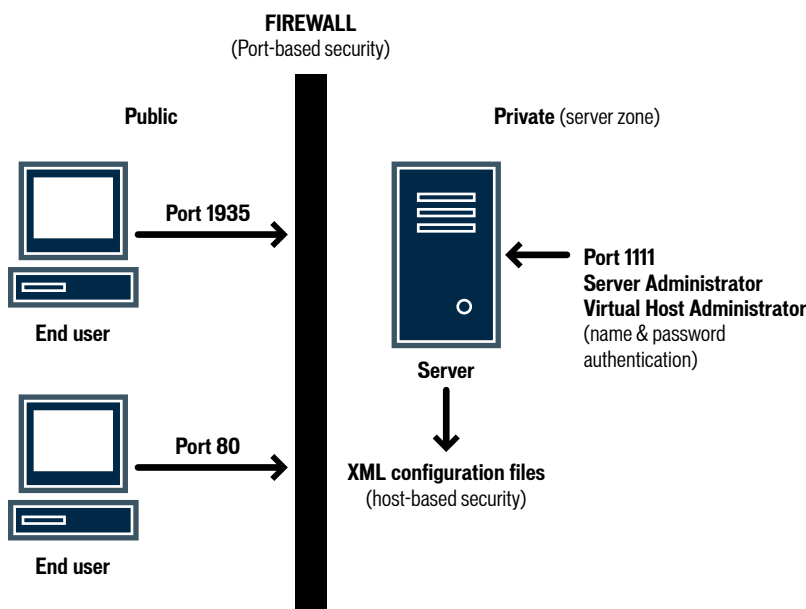 FIREWALL
(Port-based security)
Public
Private (server zone)
Port 1935
End user
Port 1111
Server Administrator
Virtual Host Administrator
(name & password
authentication)
Server
Port 80
End user
XML configuration files
(host-based security)